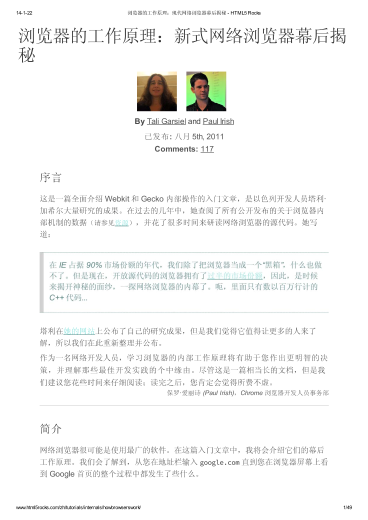 14-1-22
浏览器的工作原理：现代网络浏览器幕后揭秘 - HTML5 Rocks
浏览器的工作原理：新式网络浏览器幕后揭
秘
By Tali Garsiel and Paul Irish
已发布: 八月 5th, 2011
Comments: 117
序言
这是一篇全面介绍 Webkit 和 Gecko 内部操作的入门文章，是以色列开发人员塔利·
加希尔大量研究的成果。在过去的几年中，她查阅了所有公开发布的关于浏览器内
部机制的数据（请参见资源），并花了很多时间来研读网络浏览器的源代码。她写
道：
在 IE 占据 90% 市场份额的年代，我们除了把浏览器当成一个“黑箱”，什么也做
不了。但是现在，开放源代码的浏览器拥有了过半的市场份额，因此，是时候
来揭开神秘的面纱，一探网络浏览器的内幕了。呃，里面只有数以百万行计的
C++ 代码...
塔利在她的网站上公布了自己的研究成果，但是我们觉得它值得让更多的人来了
解，所以我们在此重新整理并公布。
作为一名网络开发人员，学习浏览器的内部工作原理将有助于您作出更明智的决
策，并理解那些最佳开发实践的个中缘由。尽管这是一篇相当长的文档，但是我
们建议您花些时间来仔细阅读；读完之后，您肯定会觉得所费不虚。
保罗·爱丽诗 (Paul Irish)，Chrome 浏览器开发人员事务部
简介
网络浏览器很可能是使用最广的软件。在这篇入门文章中，我将会介绍它们的幕后
工作原理。我们会了解到，从您在地址栏输入 google.com 直到您在浏览器屏幕上看
到 Google 首页的整个过程中都发生了些什么。
www.html5rocks.com/zh/tutorials/internals/howbrowserswork/
1/49